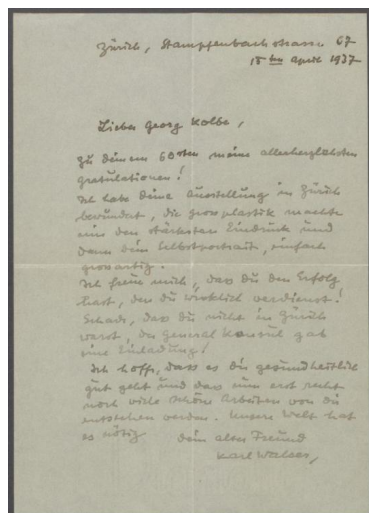 Zürich, Stampfenbachstrasse 67
15ten April 1937
Lieber Georg Kolbe,
Zu deinem 60sten meine allerherzlichsten
Gratulationen!
Ich habe deine Ausstellung in Zürich
bewundert, die Grossplastik machte
mir den stärksten Eindruck und
dann dein Selbstportrait, einfach
grossartig.
Ich freue mich, dass du den Erfolg
hast, den du wirklich verdienst!
Schade, dass du nicht in Zürich
warst, der General Konsul gab
eine Einladung!
Ich hoffe, dass es dir gesundheitlich
gut geht und dass nun erst recht
noch viele schöne Arbeiten von dir
entstehen werden. Unsere Welt hat
es nötig
dein alter Freund
Karl Walser,